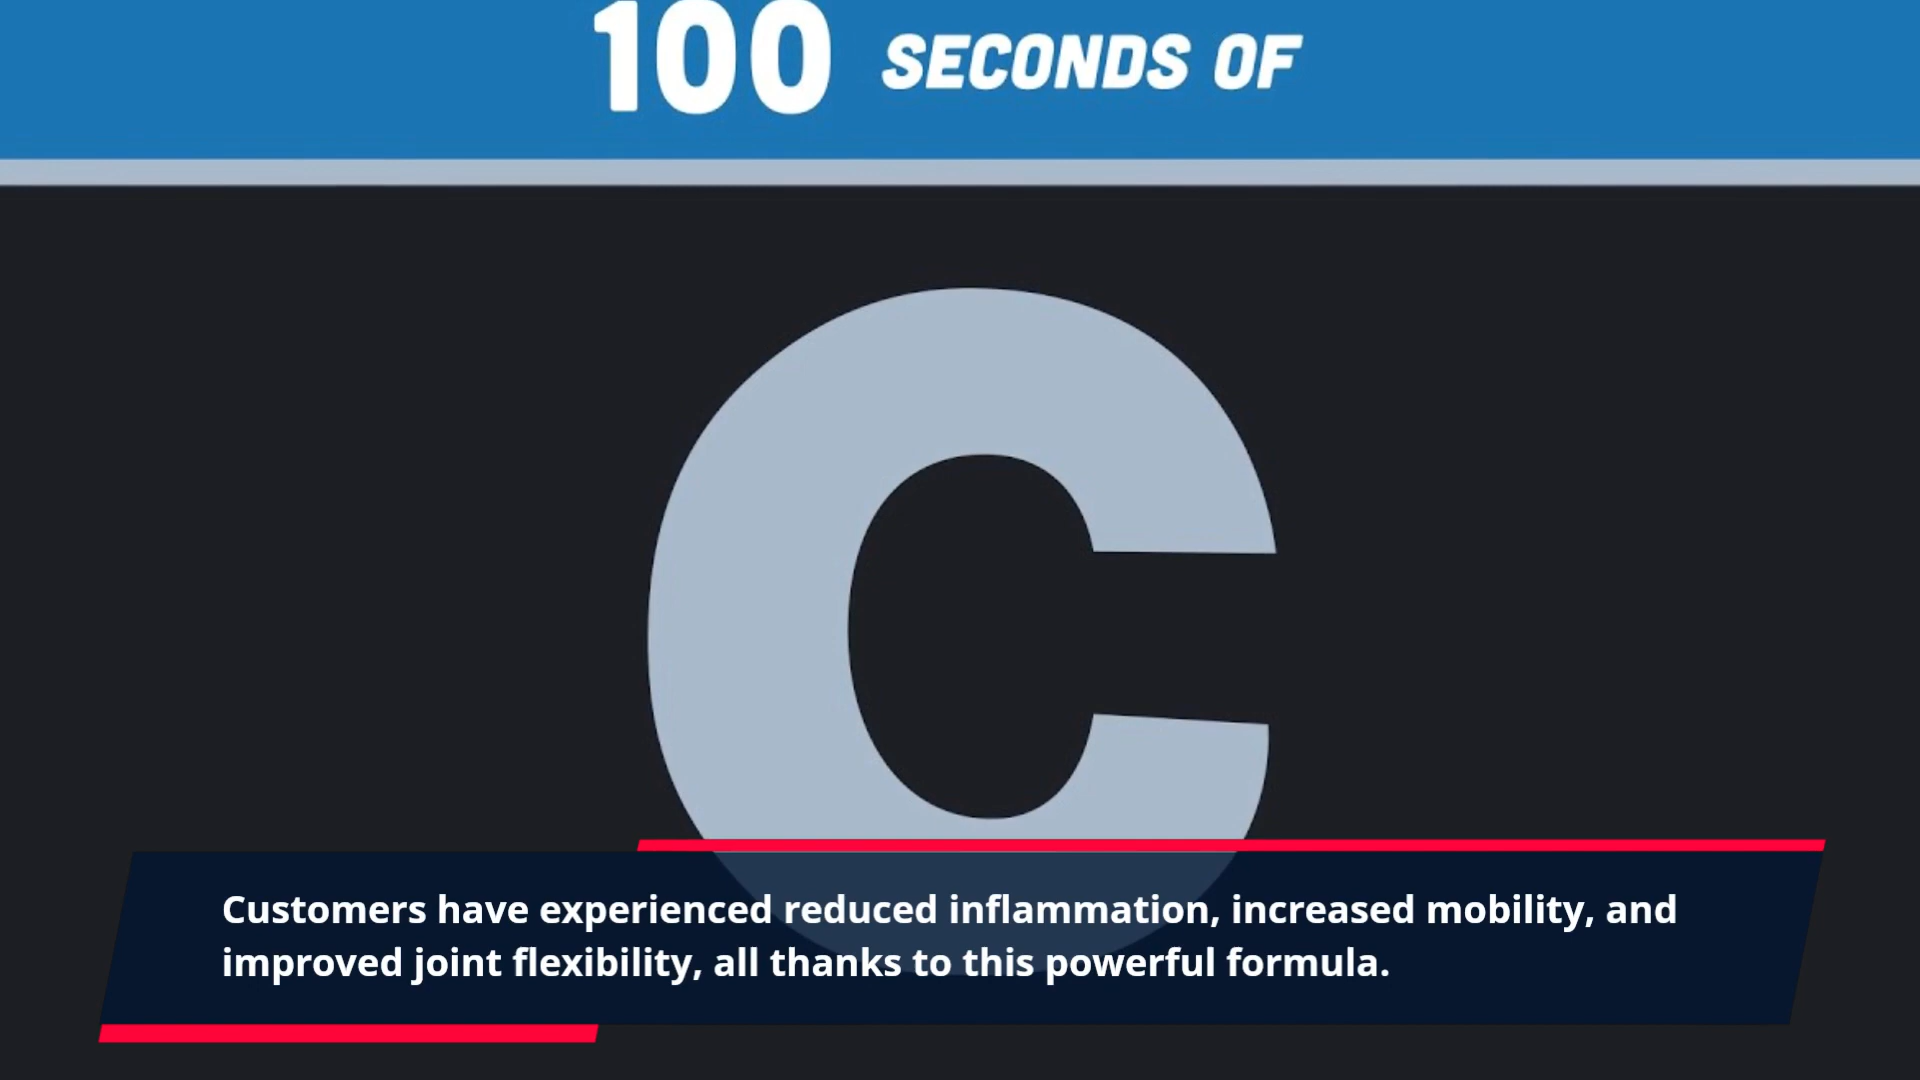 100 SECONDS OF
C
Customers have experienced reduced inflammation, increased mobility, and
improved joint flexibility, all thanks to this powerful formula.